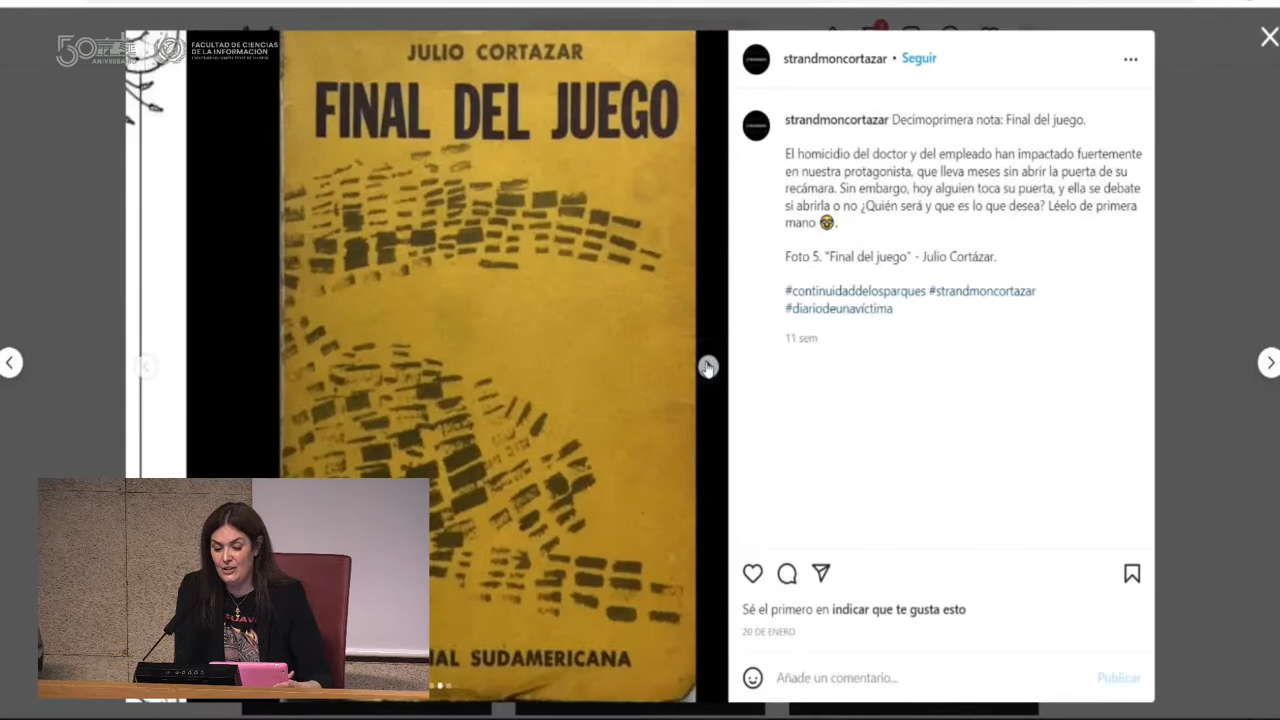 50
ANIVERSARIO
FACULTAD DE CIENCIAS
DE LA INFORMACIÓN
JULIO CORTAZAR
FINAL DEL JUEGO
IAL SUDAMERICANA
strandmoncortazar • Seguir
strandmoncortazar Decimoprimera nota: Final del juego.
El homicidio del doctor y del empleado han impactado fuertemente
en nuestra protagonista, que lleva meses sin abrir la puerta de su
recámara. Sin embargo, hoy alguien toca su puerta, y ella se debate
si abrirla o no ¿Quién será y que es lo que desea? Léelo de primera
mano 🤓.
Foto 5. "Final del juego" - Julio Cortázar.
#continuidaddelosparques #strandmoncortazar
#diariodeunavíctima
11 sem
Sé el primero en indicar que te gusta esto
20 DE ENERO
Añade un comentario...
Publicar